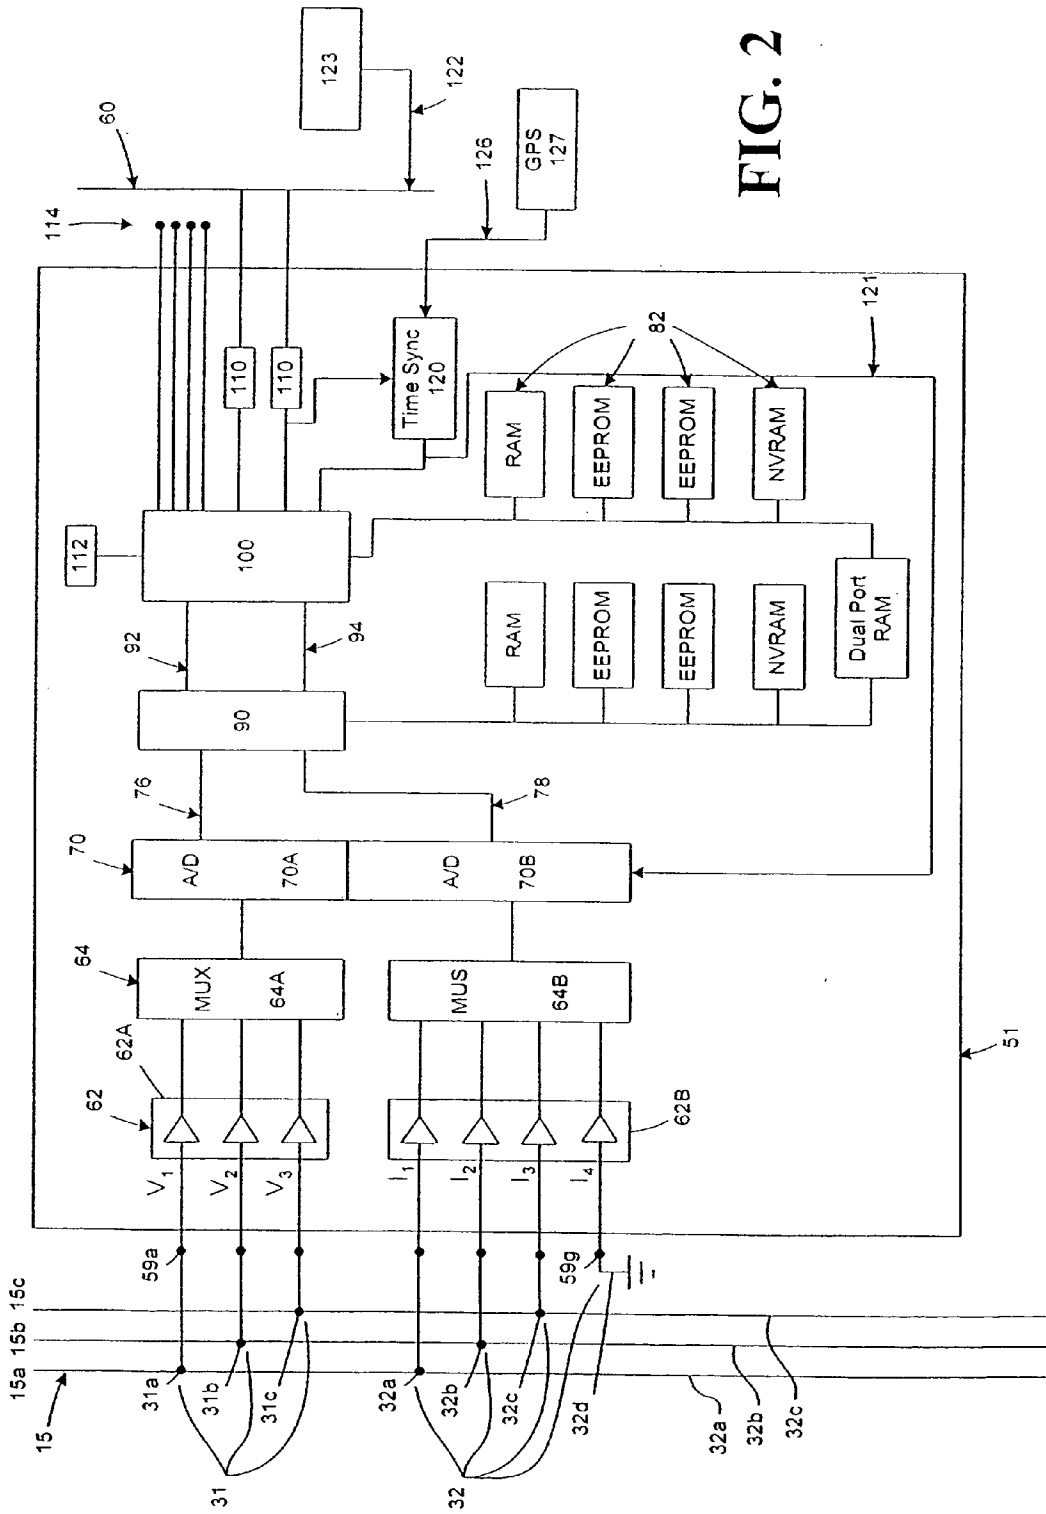 15
15a
15b
15c
31
31a
31b
31c
32
32a
32b
32c
32d
32a
32b
32c
59a
59g
V1
V2
V3
I1
I2
I3
I4
62
62A
62B
64
MUX
64A
MUS
64B
51
70
A/D
70A
A/D
70B
76
78
90
92
94
112
100
RAM
EEPROM
EEPROM
NVRAM
Dual Port
RAM
RAM
EEPROM
EEPROM
NVRAM
82
121
110
110
Time Sync
120
114
60
126
GPS
127
122
123
FIG. 2